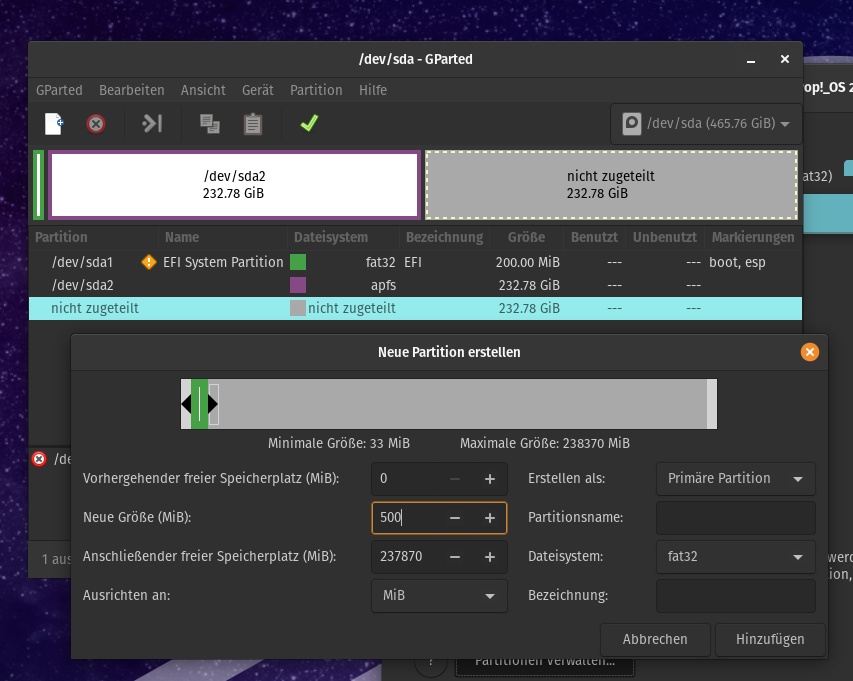 /dev/sda - GParted
GParted Bearbeiten Ansicht Gerät Partition Hilfe
op!_OS 2
/dev/sda (465.76 GiB)
/dev/sda2
232.78 GiB
nicht zugeteilt
232.78 GiB
at32)
Partition Name Dateisystem Bezeichnung Größe Benutzt Unbenutzt Markierungen
/dev/sda1 EFI System Partition fat32 EFI 200.00 MiB --- --- boot, esp
/dev/sda2 apfs 232.78 GiB --- ---
nicht zugeteilt nicht zugeteilt 232.78 GiB --- ---
Neue Partition erstellen
Minimale Größe: 33 MiB Maximale Größe: 238370 MiB
/de
Vorhergehender freier Speicherplatz (MiB): 0 Erstellen als: Primäre Partition
Neue Größe (MiB): 500 Partitionsname:
1 aus
Anschließender freier Speicherplatz (MiB): 237870 Dateisystem: fat32
werd
ion,
Ausrichten an: MiB Bezeichnung:
Abbrechen Hinzufügen
? Partitionen verwalten...